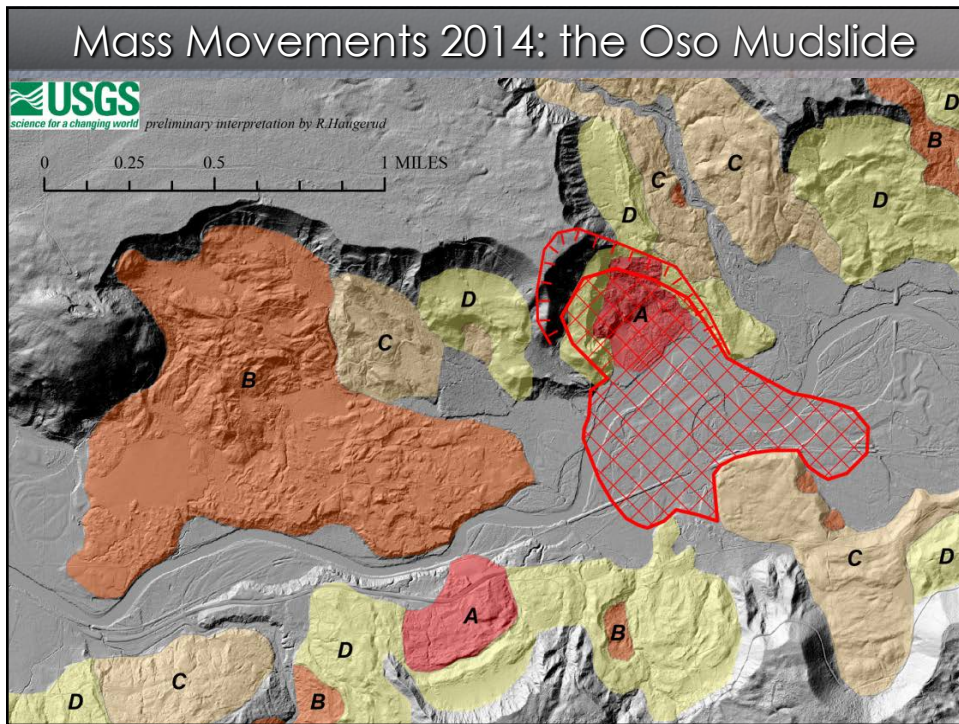 Mass Movements 2014: the Oso Mudslide
USGS
science for a changing world
preliminary interpretation by R.Haugerud
0 0.25 0.5 1 MILES
D
B
C
C
D
D
D
A
C
B
C
D
A
D
B
C
D
B